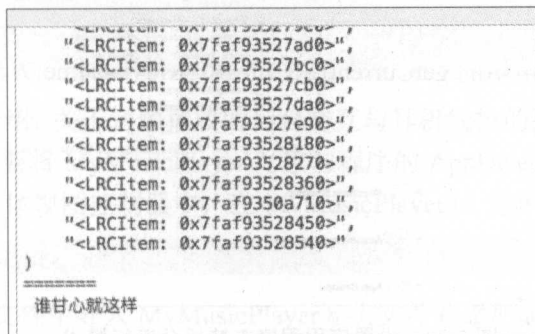 "<LRCItem: 0x7faf93527ad0>",
"<LRCItem: 0x7faf93527bc0>",
"<LRCItem: 0x7faf93527cb0>",
"<LRCItem: 0x7faf93527da0>",
"<LRCItem: 0x7faf93527e90>",
"<LRCItem: 0x7faf93528180>",
"<LRCItem: 0x7faf93528270>",
"<LRCItem: 0x7faf93528360>",
"<LRCItem: 0x7faf9350a710>",
"<LRCItem: 0x7faf93528450>",
"<LRCItem: 0x7faf93528540>"
)
=======
谁甘心就这样